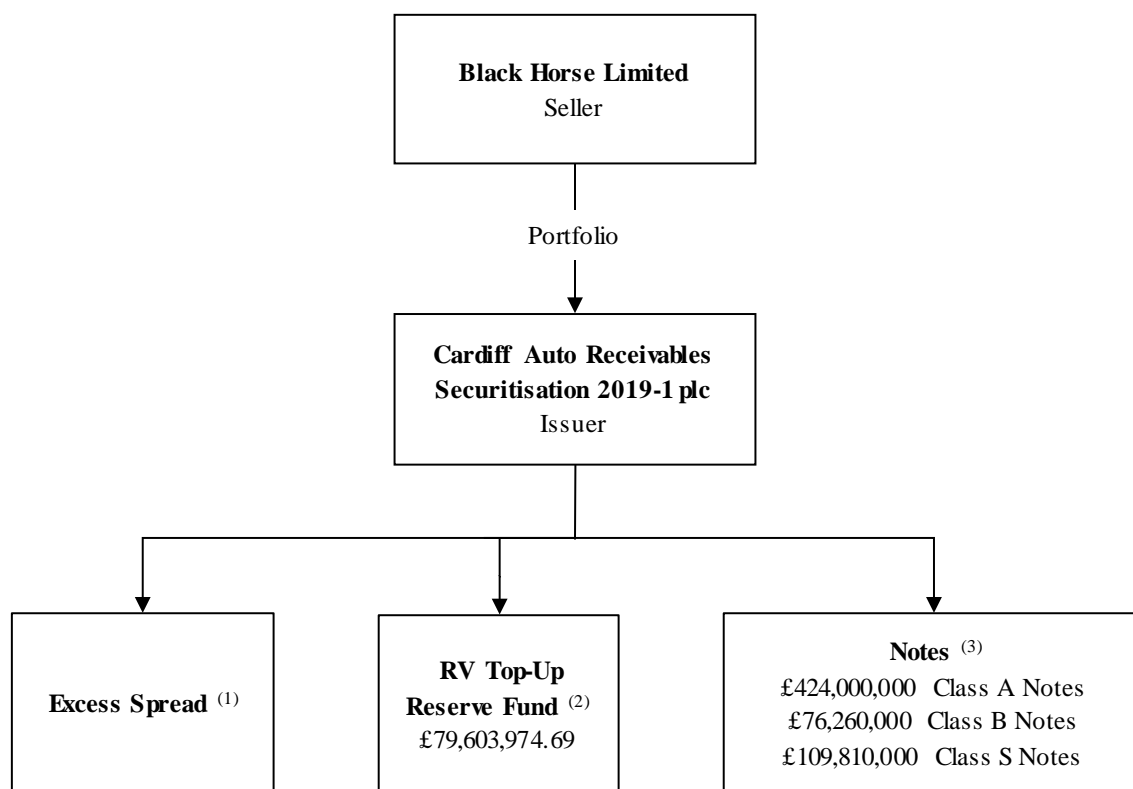 Black Horse Limited
Seller
Portfolio
Cardiff Auto Receivables
Securitisation 2019-1 plc
Issuer
Excess Spread (1)
RV Top-Up
Reserve Fund (2)
£79,603,974.69
Notes (3)
£424,000,000 Class A Notes
£76,260,000 Class B Notes
£109,810,000 Class S Notes